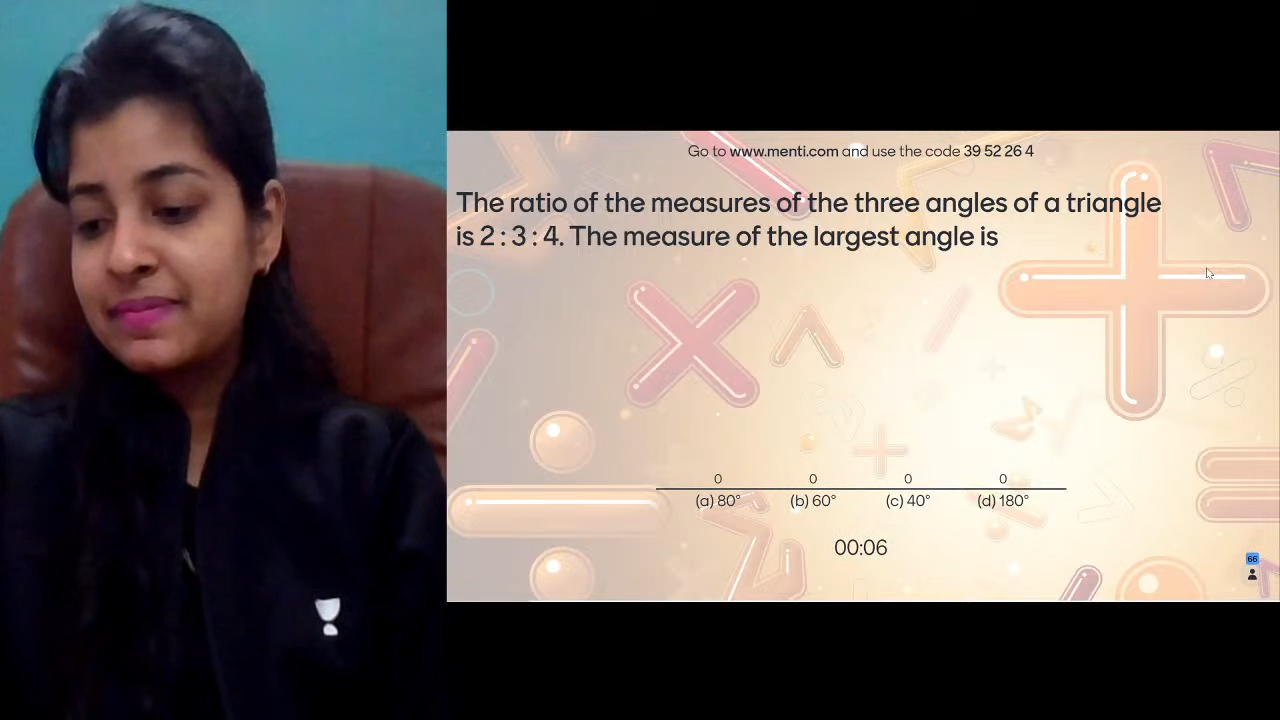 Go to www.menti.com and use the code 39 52 26 4
The ratio of the measures of the three angles of a triangle
is 2 : 3 : 4. The measure of the largest angle is
0 0 0 0
(a) 80° (b) 60° (c) 40° (d) 180°
00:06
66